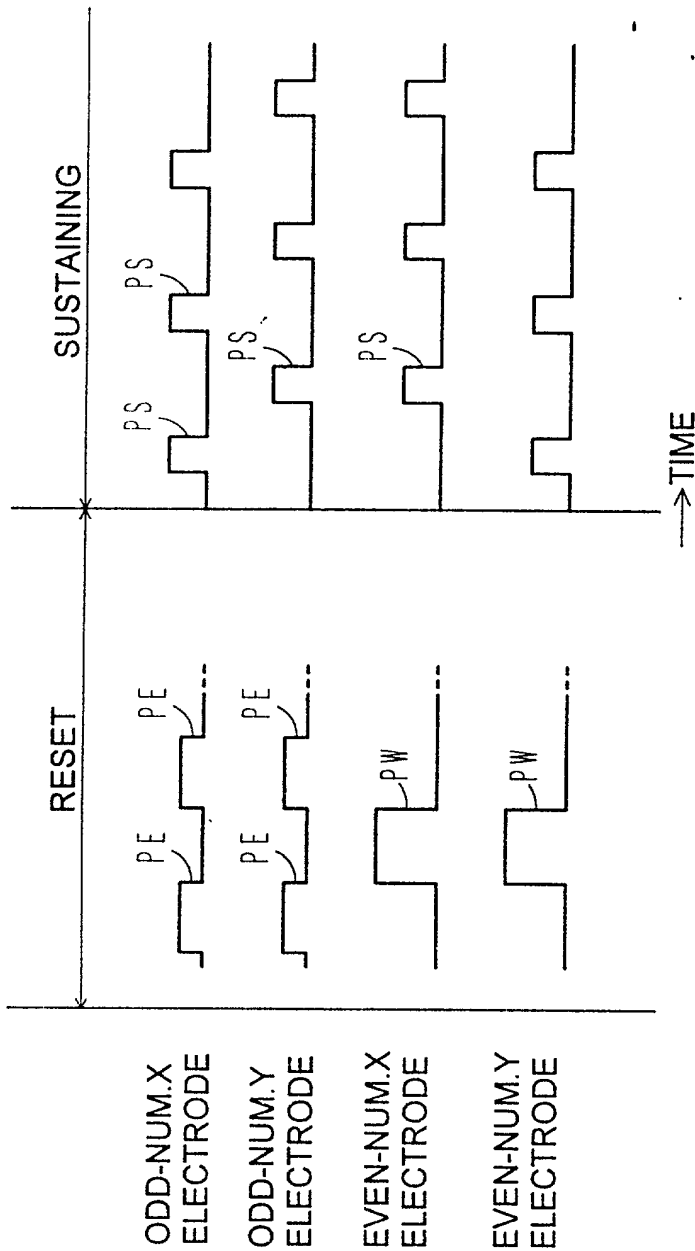 RESET
SUSTAINING
ODD-NUM.X
ELECTRODE
PE
PE
PS
PS
ODD-NUM.Y
ELECTRODE
PE
PE
PS
EVEN-NUM.X
ELECTRODE
PW
PS
EVEN-NUM.Y
ELECTRODE
PW
→TIME